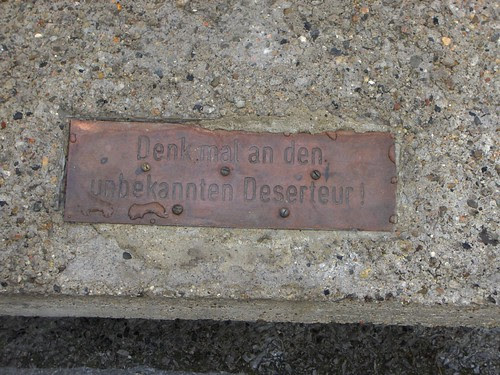 Denk mal an den
unbekannten Deserteur!